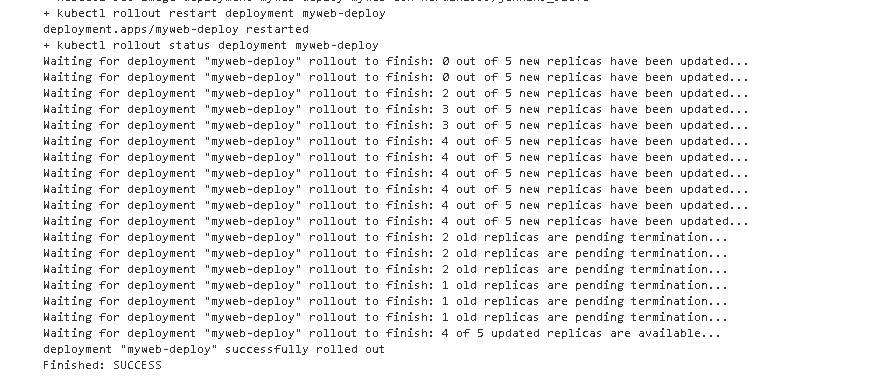 + kubectl rollout restart deployment myweb-deploy
deployment.apps/myweb-deploy restarted
+ kubectl rollout status deployment myweb-deploy
Waiting for deployment "myweb-deploy" rollout to finish: 0 out of 5 new replicas have been updated...
Waiting for deployment "myweb-deploy" rollout to finish: 0 out of 5 new replicas have been updated...
Waiting for deployment "myweb-deploy" rollout to finish: 2 out of 5 new replicas have been updated...
Waiting for deployment "myweb-deploy" rollout to finish: 3 out of 5 new replicas have been updated...
Waiting for deployment "myweb-deploy" rollout to finish: 3 out of 5 new replicas have been updated...
Waiting for deployment "myweb-deploy" rollout to finish: 4 out of 5 new replicas have been updated...
Waiting for deployment "myweb-deploy" rollout to finish: 4 out of 5 new replicas have been updated...
Waiting for deployment "myweb-deploy" rollout to finish: 4 out of 5 new replicas have been updated...
Waiting for deployment "myweb-deploy" rollout to finish: 4 out of 5 new replicas have been updated...
Waiting for deployment "myweb-deploy" rollout to finish: 4 out of 5 new replicas have been updated...
Waiting for deployment "myweb-deploy" rollout to finish: 4 out of 5 new replicas have been updated...
Waiting for deployment "myweb-deploy" rollout to finish: 2 old replicas are pending termination...
Waiting for deployment "myweb-deploy" rollout to finish: 2 old replicas are pending termination...
Waiting for deployment "myweb-deploy" rollout to finish: 2 old replicas are pending termination...
Waiting for deployment "myweb-deploy" rollout to finish: 1 old replicas are pending termination...
Waiting for deployment "myweb-deploy" rollout to finish: 1 old replicas are pending termination...
Waiting for deployment "myweb-deploy" rollout to finish: 1 old replicas are pending termination...
Waiting for deployment "myweb-deploy" rollout to finish: 4 of 5 updated replicas are available...
deployment "myweb-deploy" successfully rolled out
Finished: SUCCESS